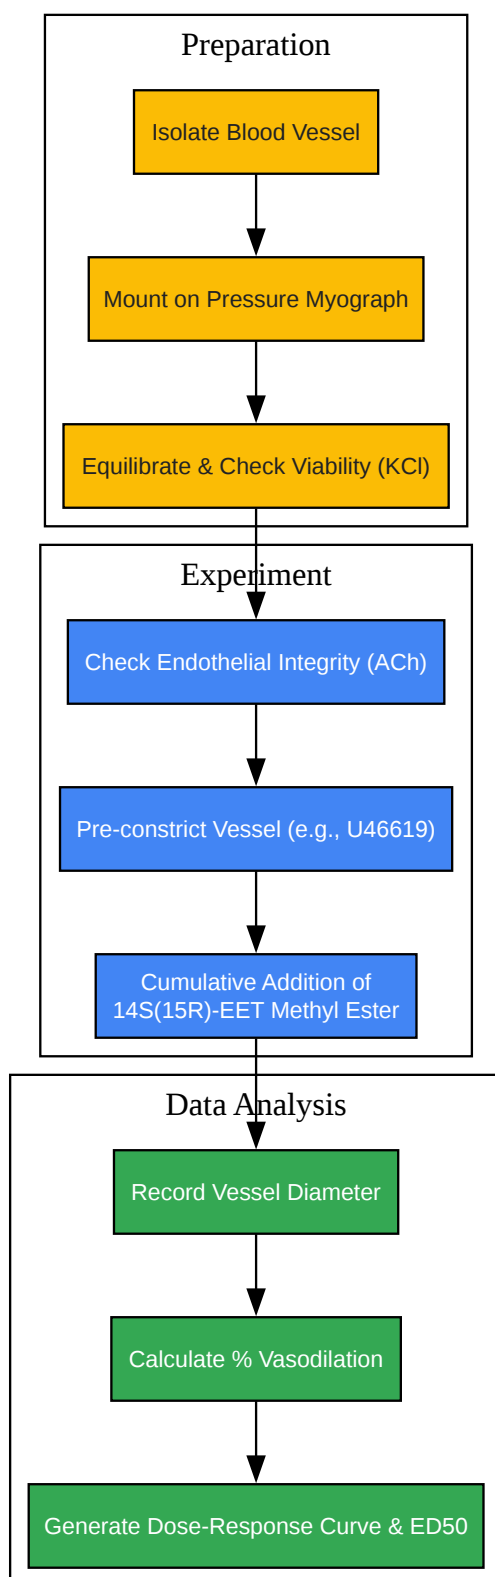 Preparation
Isolate Blood Vessel
Mount on Pressure Myograph
Equilibrate & Check Viability (KCl)
Experiment
Check Endothelial Integrity (ACh)
Pre-constrict Vessel (e.g., U46619)
Cumulative Addition of
14S(15R)-EET Methyl Ester
Data Analysis
Record Vessel Diameter
Calculate % Vasodilation
Generate Dose-Response Curve & ED50